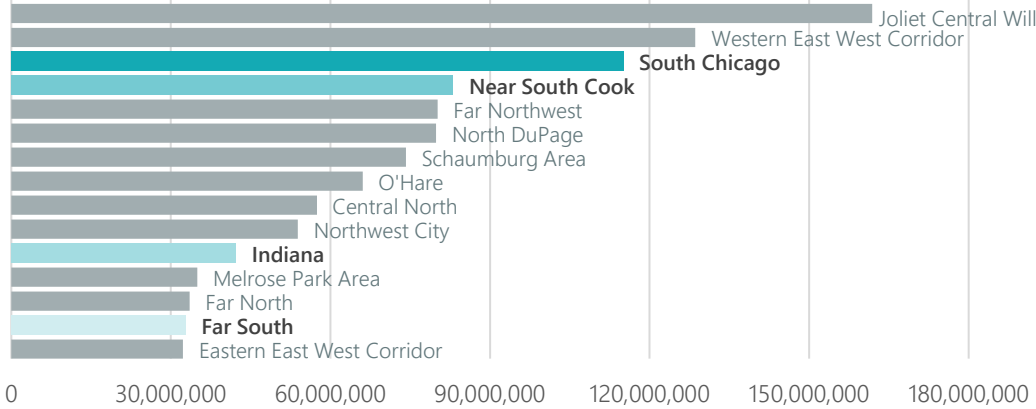 Joliet Central Will
Western East West Corridor
South Chicago
Near South Cook
Far Northwest
North DuPage
Schaumburg Area
O'Hare
Central North
Northwest City
Indiana
Melrose Park Area
Far North
Far South
Eastern East West Corridor
0 30,000,000 60,000,000 90,000,000 120,000,000 150,000,000 180,000,000